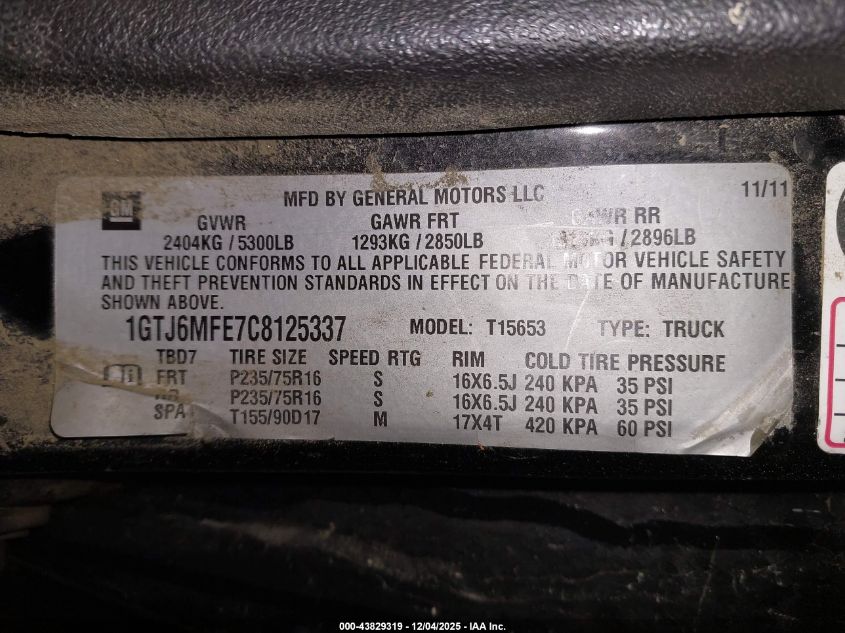 GM
MFD BY GENERAL MOTORS LLC 11/11
GVWR GAWR FRT GAWR RR
2404KG / 5300LB 1293KG / 2850LB / 2896LB
THIS VEHICLE CONFORMS TO ALL APPLICABLE FEDERAL MOTOR VEHICLE SAFETY
AND THEFT PREVENTION STANDARDS IN EFFECT ON THE DATE OF MANUFACTURE
SHOWN ABOVE.
1GTJ6MFE7C8125337 MODEL: T15653 TYPE: TRUCK
TBD7 TIRE SIZE SPEED RTG RIM COLD TIRE PRESSURE
FRT P235/75R16 S 16X6.5J 240 KPA 35 PSI
P235/75R16 S 16X6.5J 240 KPA 35 PSI
SPA T155/90D17 M 17X4T 420 KPA 60 PSI
000-43829319 - 12/04/2025 - IAA Inc.